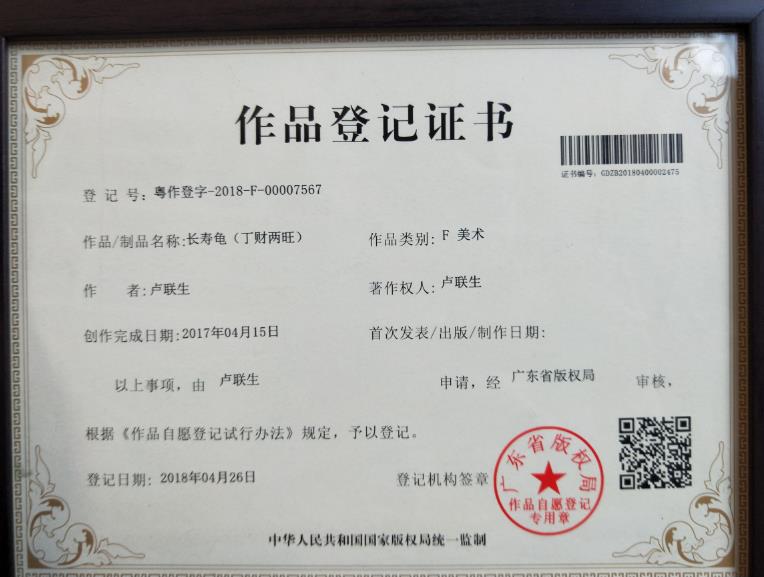 作品登记证书
证书编号：GDZB20180400002475
登 记 号：粤作登字-2018-F-00007567
作品/制品名称：长寿龟（丁财两旺） 作品类别：F 美术
作 者：卢联生 著作权人：卢联生
创作完成日期：2017年04月15日 首次发表/出版/制作日期：
以上事项，由 卢联生 申请，经 广东省版权局 审核，
根据《作品自愿登记试行办法》规定，予以登记。
登记日期：2018年04月26日 登记机构签章
广东省版权局
作品自愿登记
专用章
中华人民共和国国家版权局统一监制